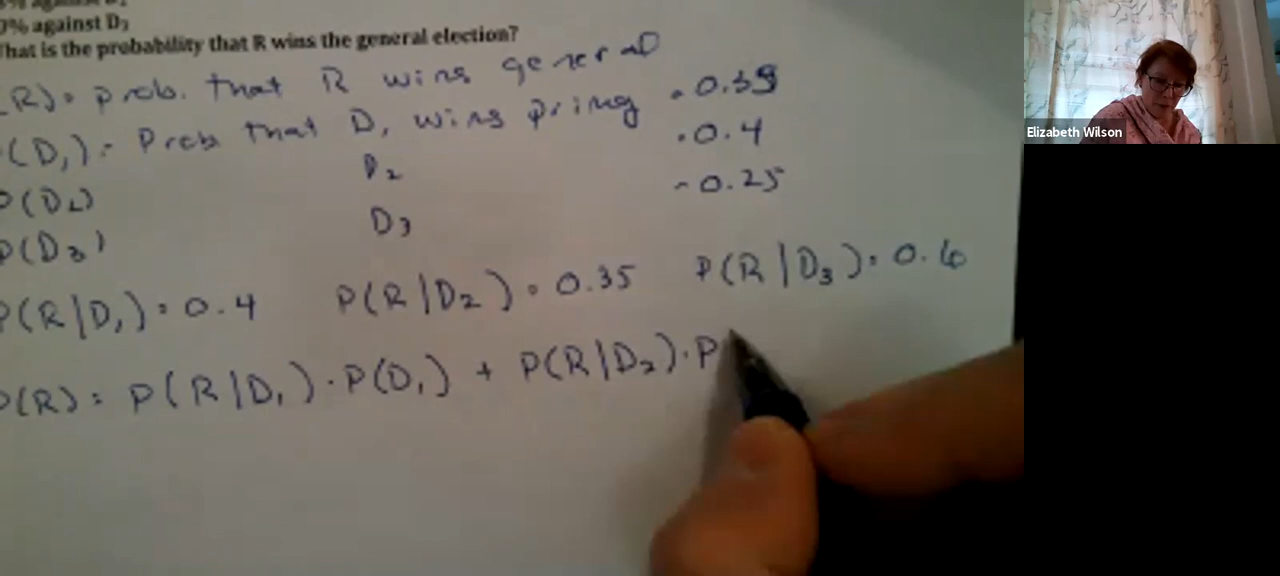 against D₃
What is the probability that R wins the general election?
(R) = prob. that R wins general
(D₁) = Prob that D₁ wins primary = 0.35
P(D₂) D₂ = 0.4
P(D₃) D₃ = 0.25
P(R|D₁) = 0.4 P(R|D₂) = 0.35 P(R|D₃) = 0.6
P(R) = P(R|D₁)·P(D₁) + P(R|D₂)·P
Elizabeth Wilson